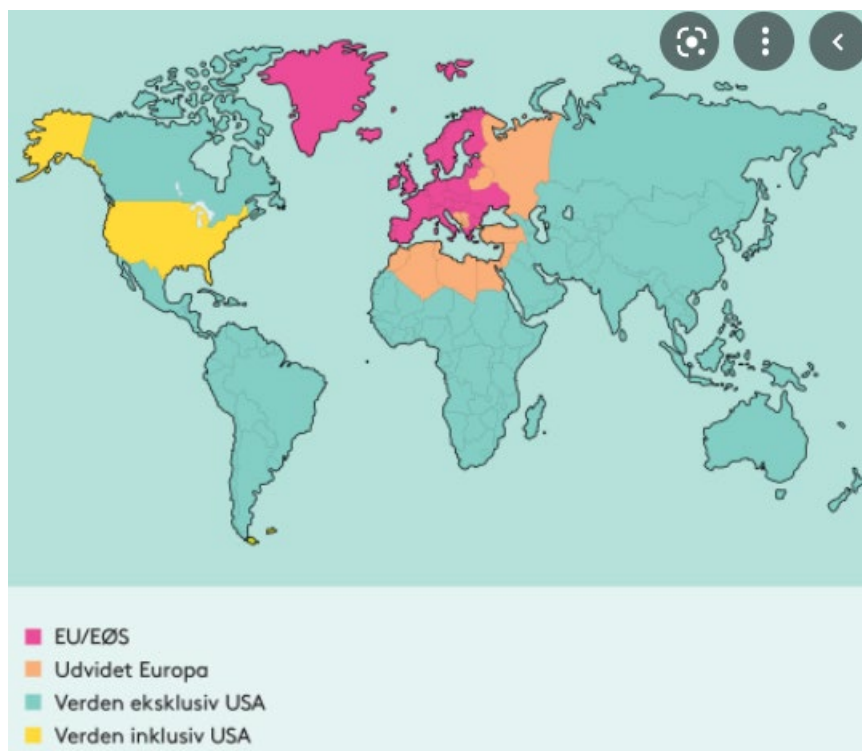 EU/EØS
Udvidet Europa
Verden eksklusiv USA
Verden inklusiv USA